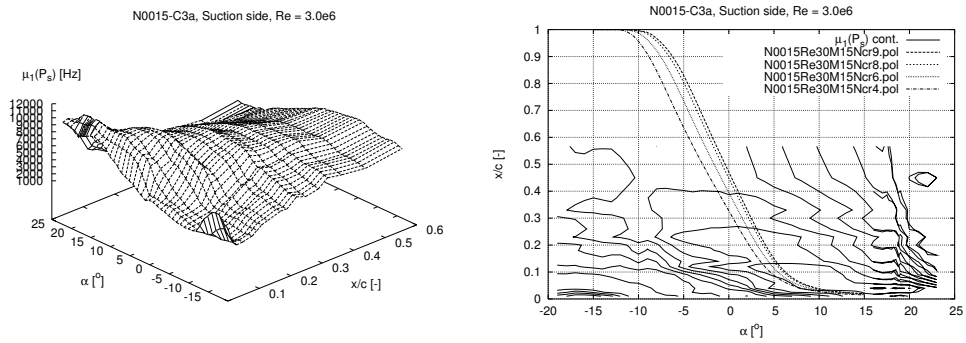 N0015-C3a, Suction side, Re = 3.0e6
μ1(Ps) [Hz]
12000
11000
10000
9000
8000
7000
6000
5000
4000
3000
2000
1000
25
20
15
10
5
0
-5
-10
-15
α [°]
0.1
0.2
0.3
0.4
0.5
0.6
x/c [-]
N0015-C3a, Suction side, Re = 3.0e6
μ1(Ps) cont.
N0015Re30M15Ncr9.pol
N0015Re30M15Ncr8.pol
N0015Re30M15Ncr6.pol
N0015Re30M15Ncr4.pol
1
0.9
0.8
0.7
0.6
0.5
0.4
0.3
0.2
0.1
0
x/c [-]
-20 -15 -10 -5 0 5 10 15 20 25
α [°]